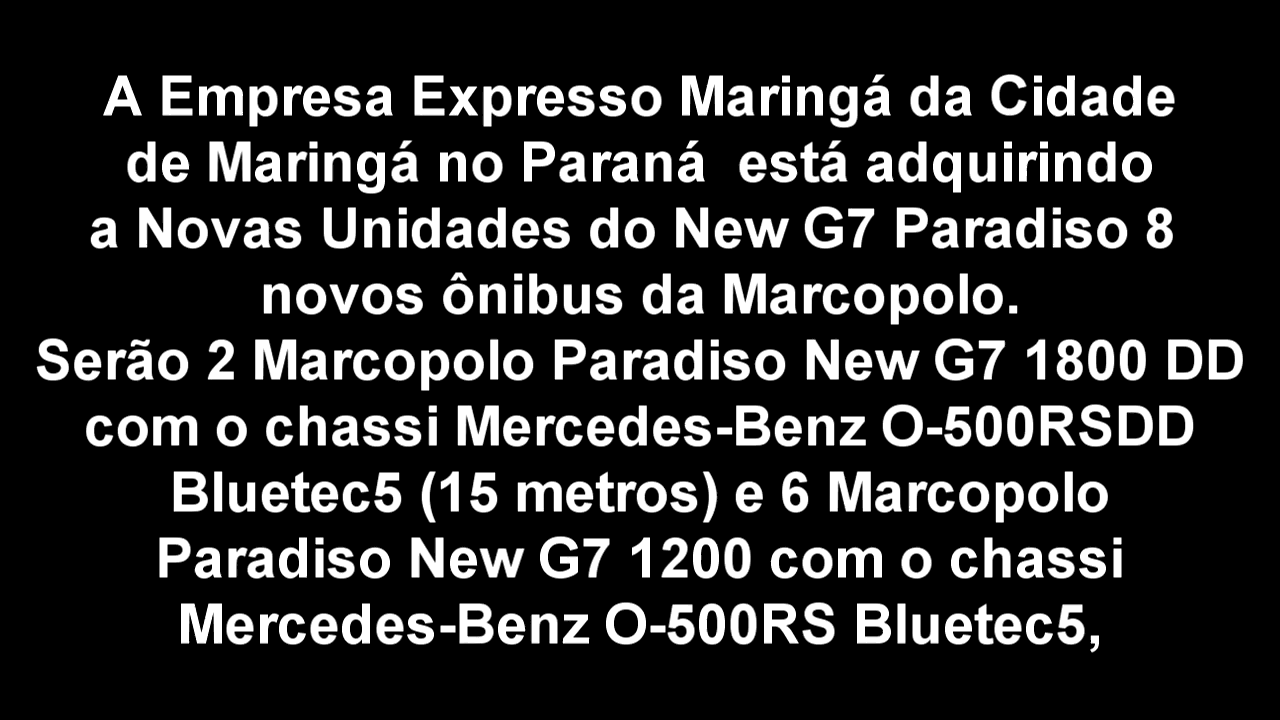 A Empresa Expresso Maringá da Cidade
de Maringá no Paraná  está adquirindo
a Novas Unidades do New G7 Paradiso 8
novos ônibus da Marcopolo.
Serão 2 Marcopolo Paradiso New G7 1800 DD
com o chassi Mercedes-Benz O-500RSDD
Bluetec5 (15 metros) e 6 Marcopolo
Paradiso New G7 1200 com o chassi
Mercedes-Benz O-500RS Bluetec5,